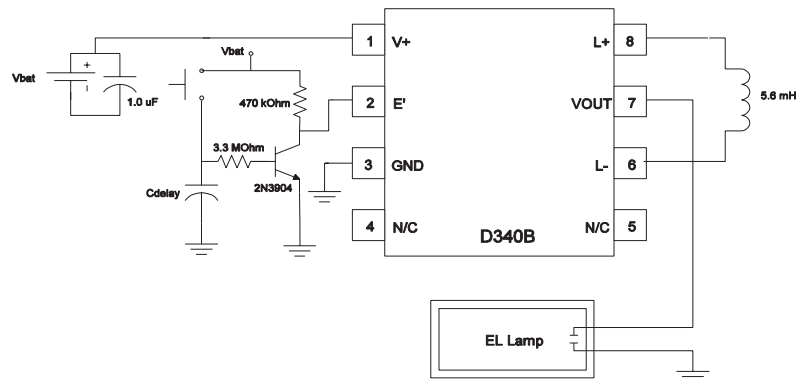 Vbat
+
1.0 uF
Vbat
470 kOhm
3.3 MOhm
2N3904
Cdelay
1 V+
2 E'
3 GND
4 N/C
L+ 8
VOUT 7
L- 6
N/C 5
D340B
5.6 mH
EL Lamp